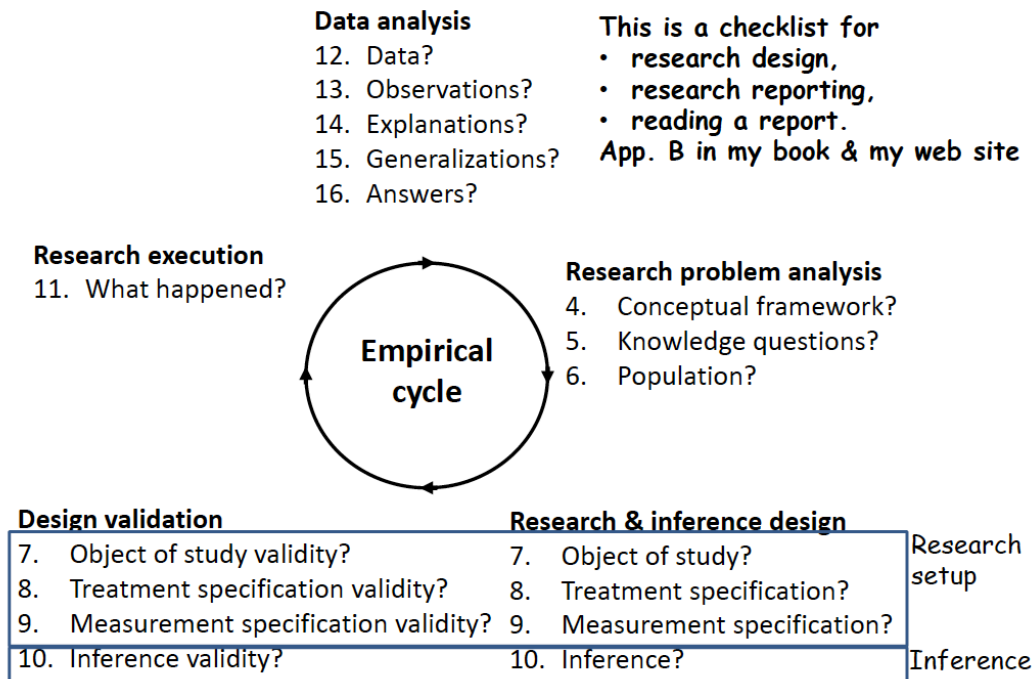 Data analysis
12. Data?
13. Observations?
14. Explanations?
15. Generalizations?
16. Answers?
This is a checklist for
• research design,
• research reporting,
• reading a report.
App. B in my book & my web site
Research execution
11. What happened?
Empirical
cycle
Research problem analysis
4. Conceptual framework?
5. Knowledge questions?
6. Population?
Design validation
7. Object of study validity?
8. Treatment specification validity?
9. Measurement specification validity?
10. Inference validity?
Research & inference design
7. Object of study?
8. Treatment specification?
9. Measurement specification?
10. Inference?
Research
setup
Inference